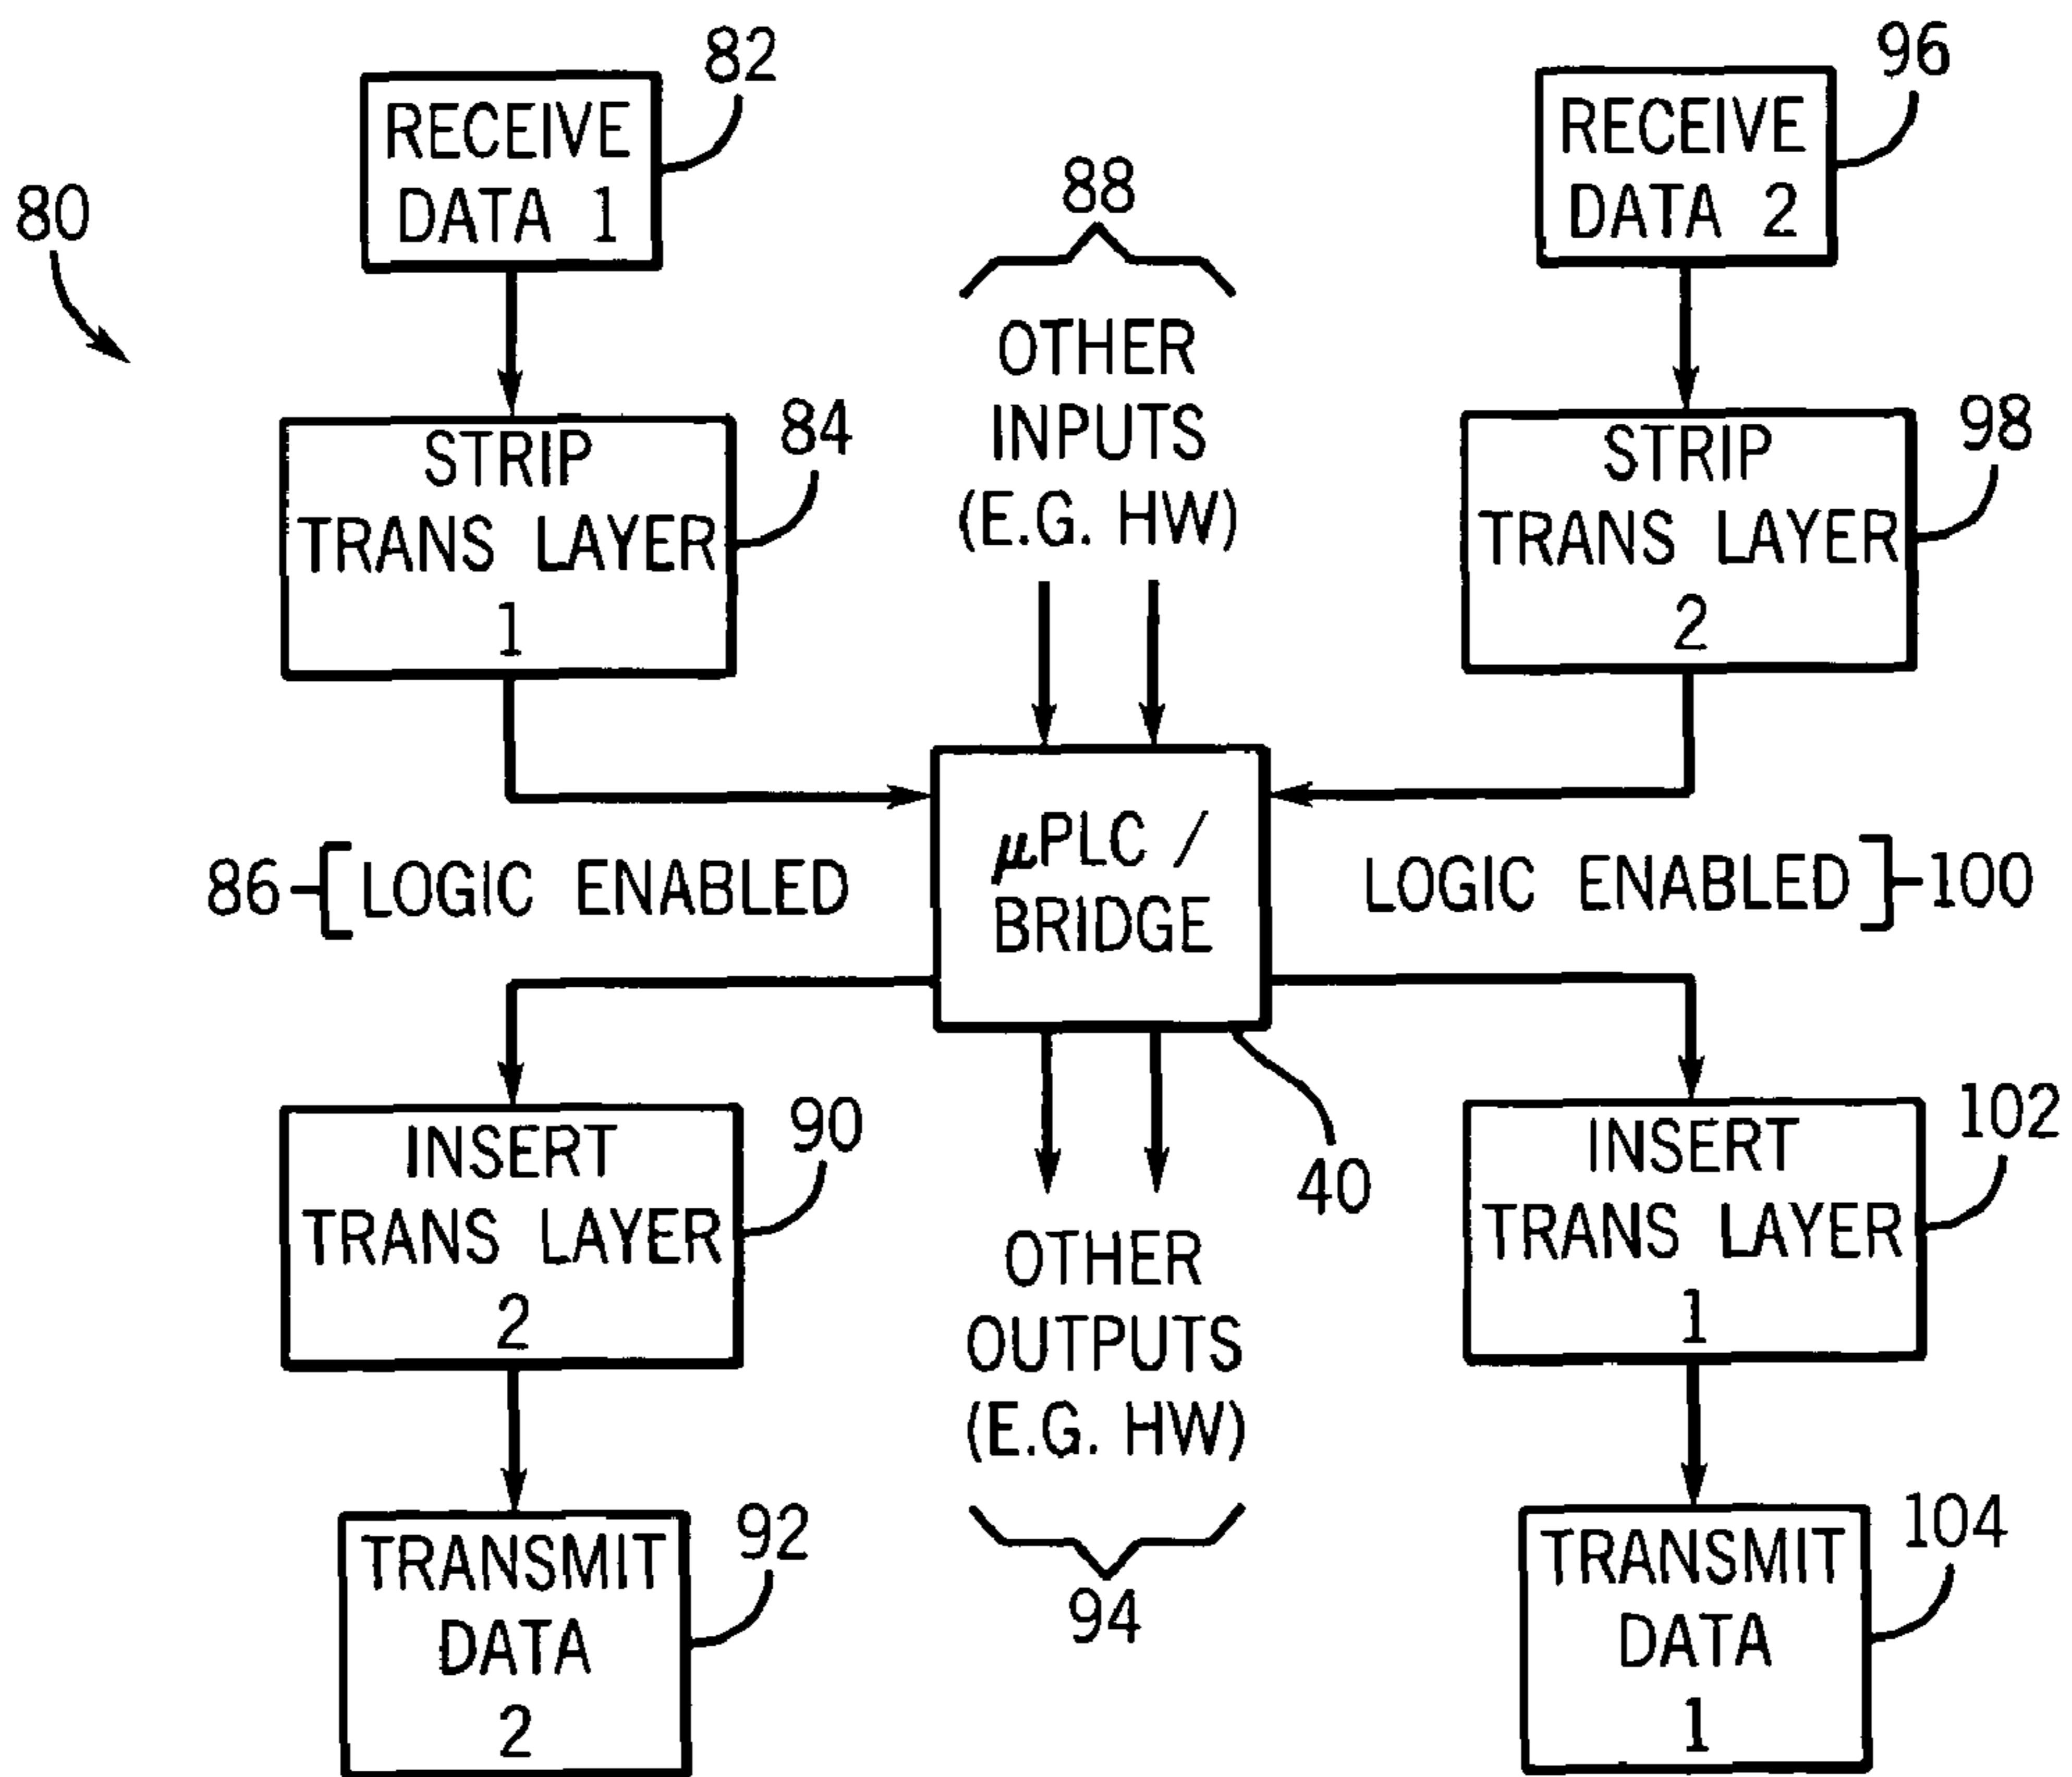 80
82
RECEIVE
DATA 1
84
STRIP
TRANS LAYER
1
88
OTHER
INPUTS
(E.G. HW)
96
RECEIVE
DATA 2
98
STRIP
TRANS LAYER
2
86
LOGIC ENABLED
µPLC /
BRIDGE
40
LOGIC ENABLED
100
90
INSERT
TRANS LAYER
2
92
TRANSMIT
DATA
2
OTHER
OUTPUTS
(E.G. HW)
94
102
INSERT
TRANS LAYER
1
104
TRANSMIT
DATA
1